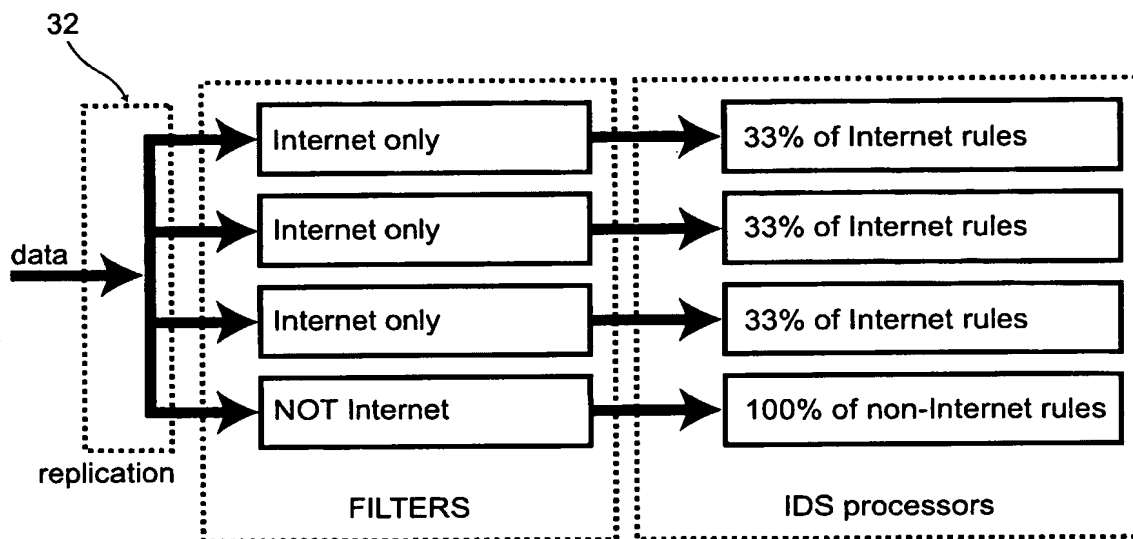 32
data
replication
Internet only
Internet only
Internet only
NOT Internet
FILTERS
33% of Internet rules
33% of Internet rules
33% of Internet rules
100% of non-Internet rules
IDS processors